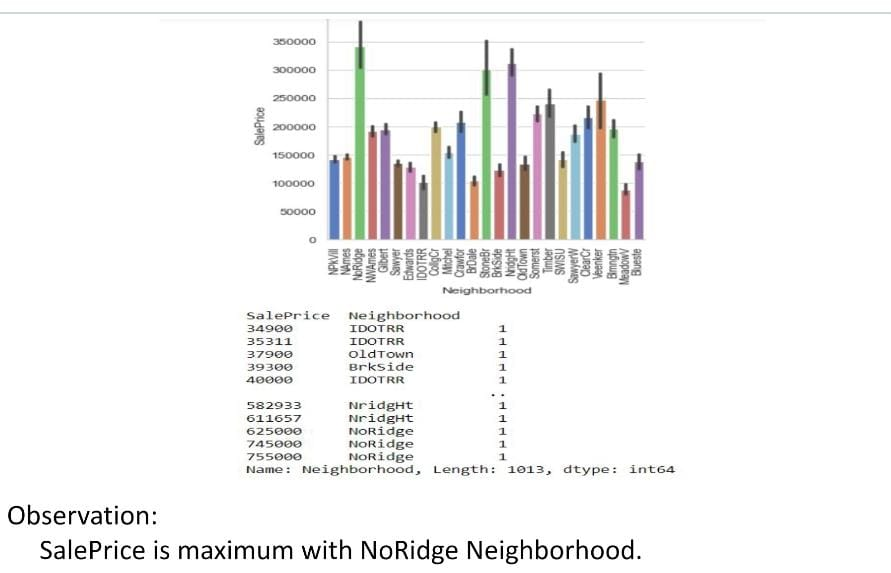 350000
300000
250000
200000
150000
100000
50000
0
SalePrice
NPkVill
NAmes
NoRidge
NWAmes
Gilbert
Sawyer
Edwards
IDOTRR
CollgCr
Mitchel
Crawfor
BrDale
StoneBr
BrkSide
NridgHt
OldTown
Somerst
Timber
SWISU
SawyerW
ClearCr
Veenker
Blmngtn
MeadowV
Blueste
Neighborhood
SalePrice Neighborhood
34900 IDOTRR 1
35311 IDOTRR 1
37900 OldTown 1
39300 BrkSide 1
40000 IDOTRR 1
..
582933 NridgHt 1
611657 NridgHt 1
625000 NoRidge 1
745000 NoRidge 1
755000 NoRidge 1
Name: Neighborhood, Length: 1013, dtype: int64
Observation:
SalePrice is maximum with NoRidge Neighborhood.